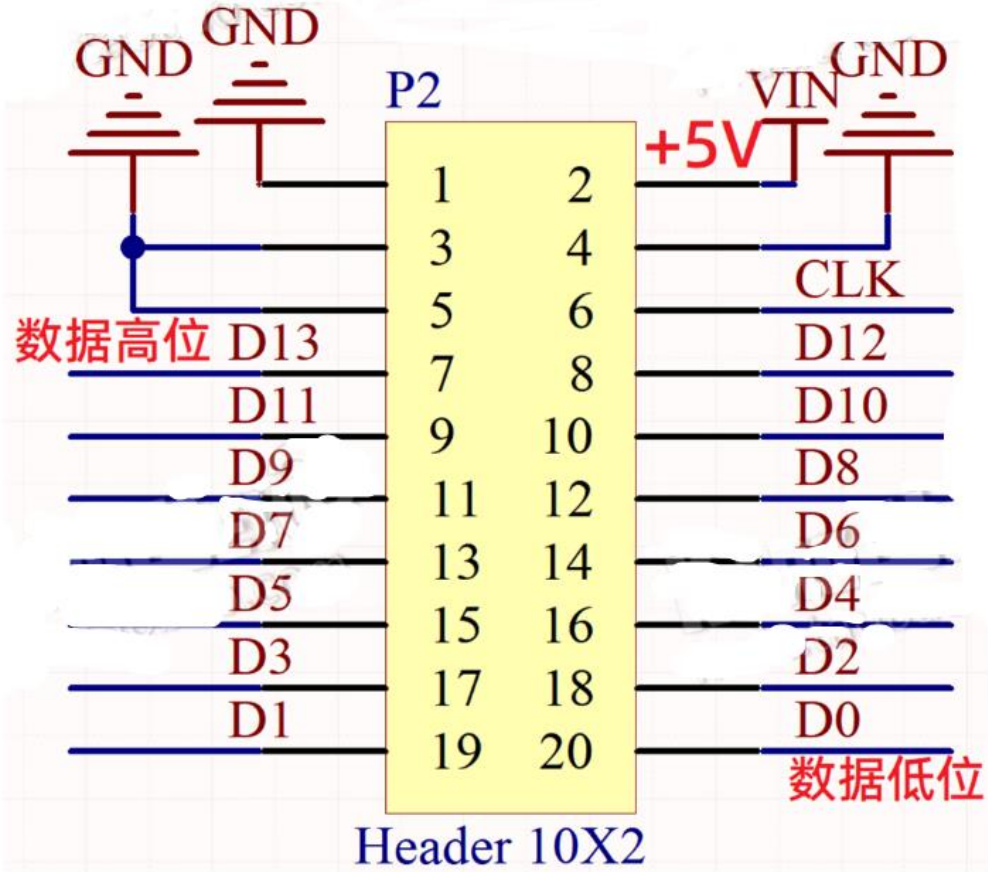 GND GND VIN GND
P2
+5V
1 2
3 4
CLK
5 6
数据高位 D13 D12
7 8
D11 D10
9 10
D9 D8
11 12
D7 D6
13 14
D5 D4
15 16
D3 D2
17 18
D1 D0
19 20
数据低位
Header 10X2